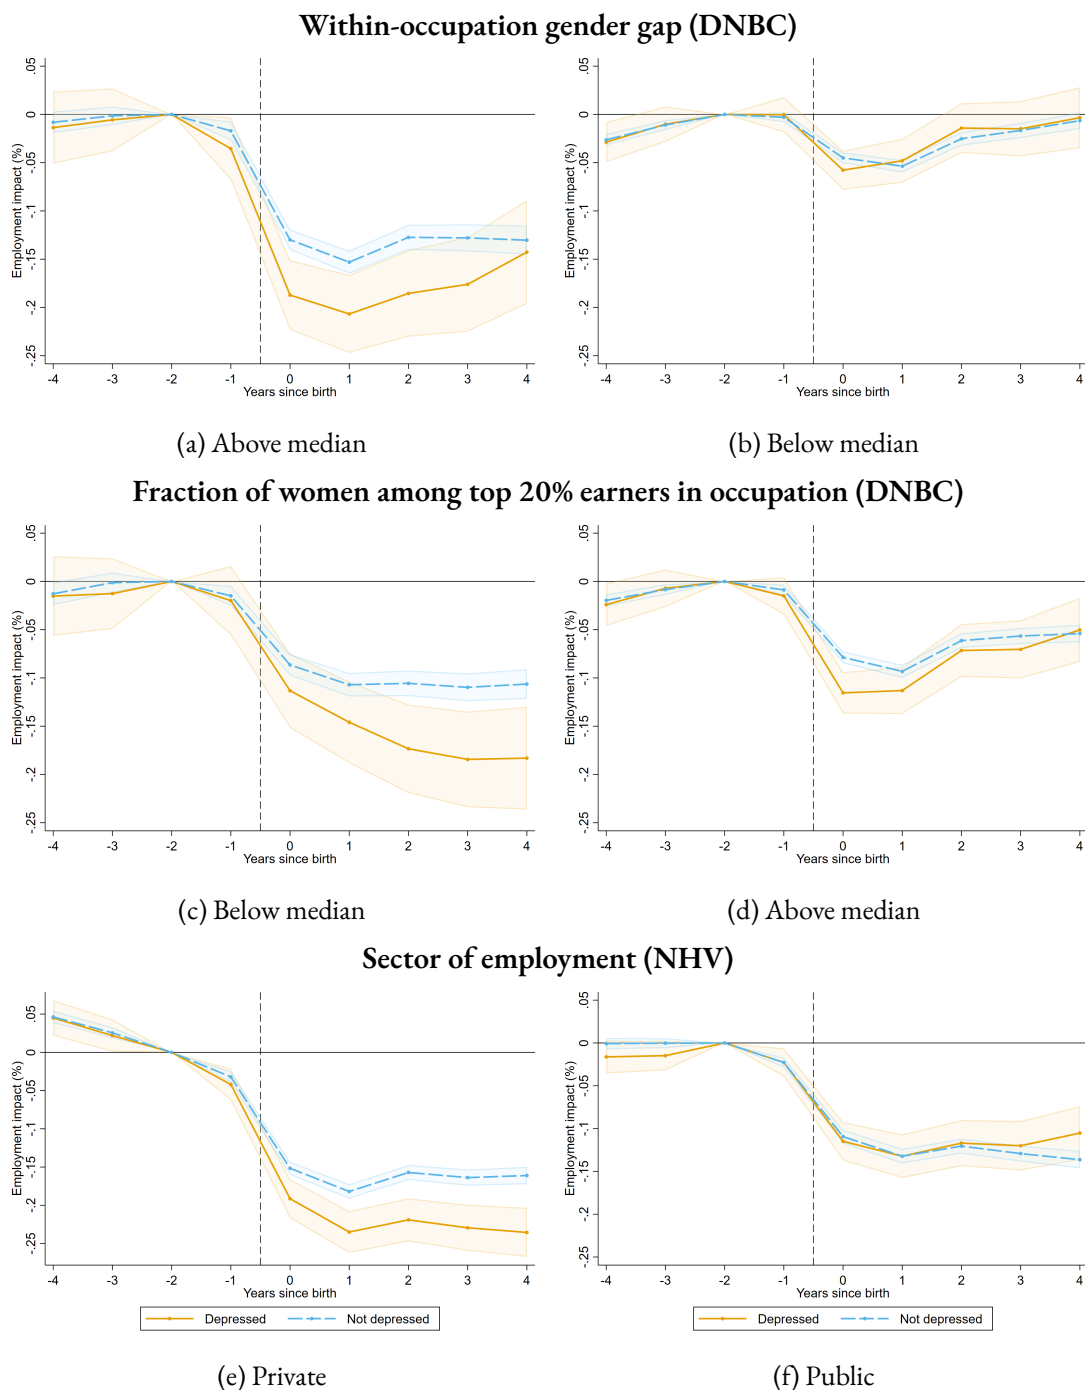 Within-occupation gender gap (DNBC)
Employment impact (%)
.05
0
-.05
-.1
-.15
-.2
-.25
-4 -3 -2 -1 0 1 2 3 4
Years since birth
(a) Above median
Employment impact (%)
.05
0
-.05
-.1
-.15
-.2
-.25
-4 -3 -2 -1 0 1 2 3 4
Years since birth
(b) Below median
Fraction of women among top 20% earners in occupation (DNBC)
Employment impact (%)
.05
0
-.05
-.1
-.15
-.2
-.25
-4 -3 -2 -1 0 1 2 3 4
Years since birth
(c) Below median
Employment impact (%)
.05
0
-.05
-.1
-.15
-.2
-.25
-4 -3 -2 -1 0 1 2 3 4
Years since birth
(d) Above median
Sector of employment (NHV)
Employment impact (%)
.05
0
-.05
-.1
-.15
-.2
-.25
-4 -3 -2 -1 0 1 2 3 4
Years since birth
Depressed Not depressed
(e) Private
Employment impact (%)
.05
0
-.05
-.1
-.15
-.2
-.25
-4 -3 -2 -1 0 1 2 3 4
Years since birth
Depressed Not depressed
(f) Public